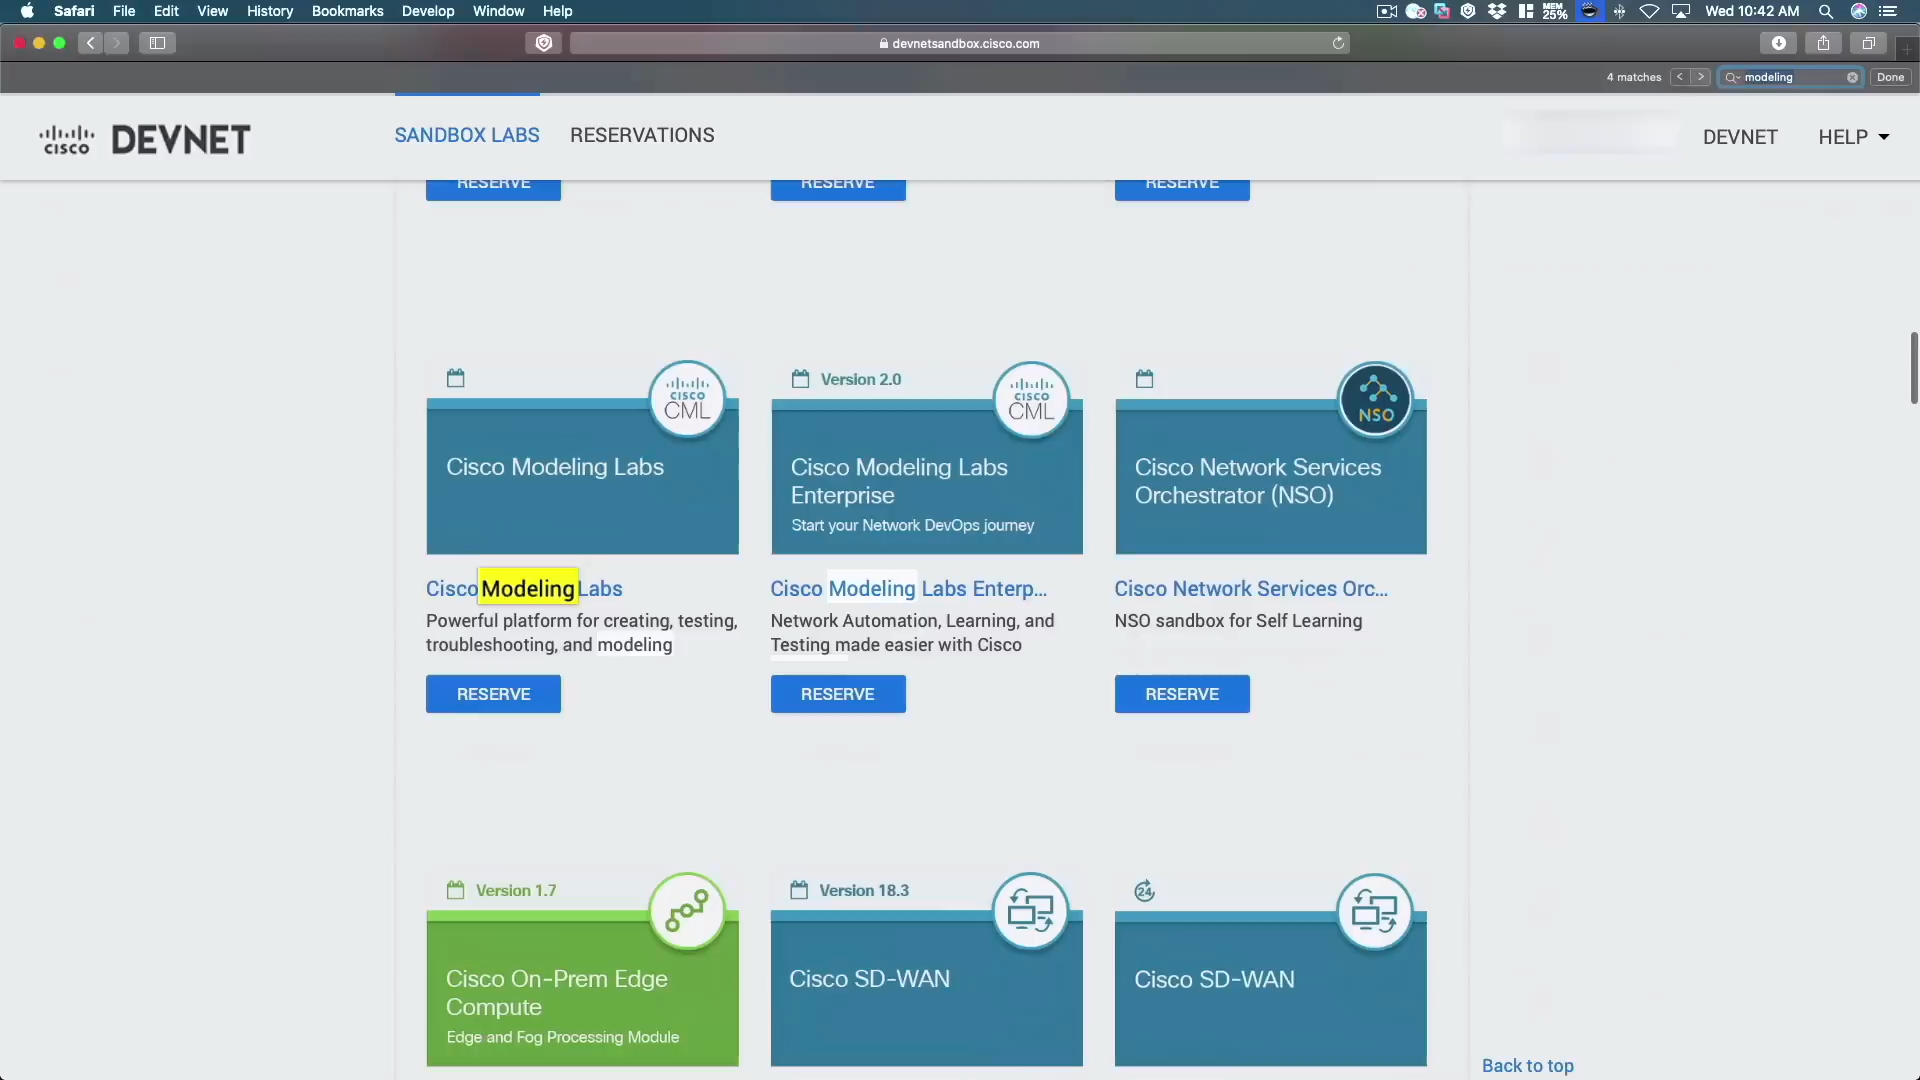 Safari File Edit View History Bookmarks Develop Window Help
MEM 25%
Wed 10:42 AM
devnetsandbox.cisco.com
4 matches
modeling
Done
CISCO DEVNET
SANDBOX LABS
RESERVATIONS
DEVNET
HELP
RESERVE
RESERVE
RESERVE
CISCO CML
Cisco Modeling Labs
Cisco Modeling Labs
Powerful platform for creating, testing,
troubleshooting, and modeling
RESERVE
Version 2.0
CISCO CML
Cisco Modeling Labs
Enterprise
Start your Network DevOps journey
Cisco Modeling Labs Enterp...
Network Automation, Learning, and
Testing made easier with Cisco
RESERVE
NSO
Cisco Network Services
Orchestrator (NSO)
Cisco Network Services Orc...
NSO sandbox for Self Learning
RESERVE
Version 1.7
Cisco On-Prem Edge
Compute
Edge and Fog Processing Module
Version 18.3
Cisco SD-WAN
24
Cisco SD-WAN
Back to top